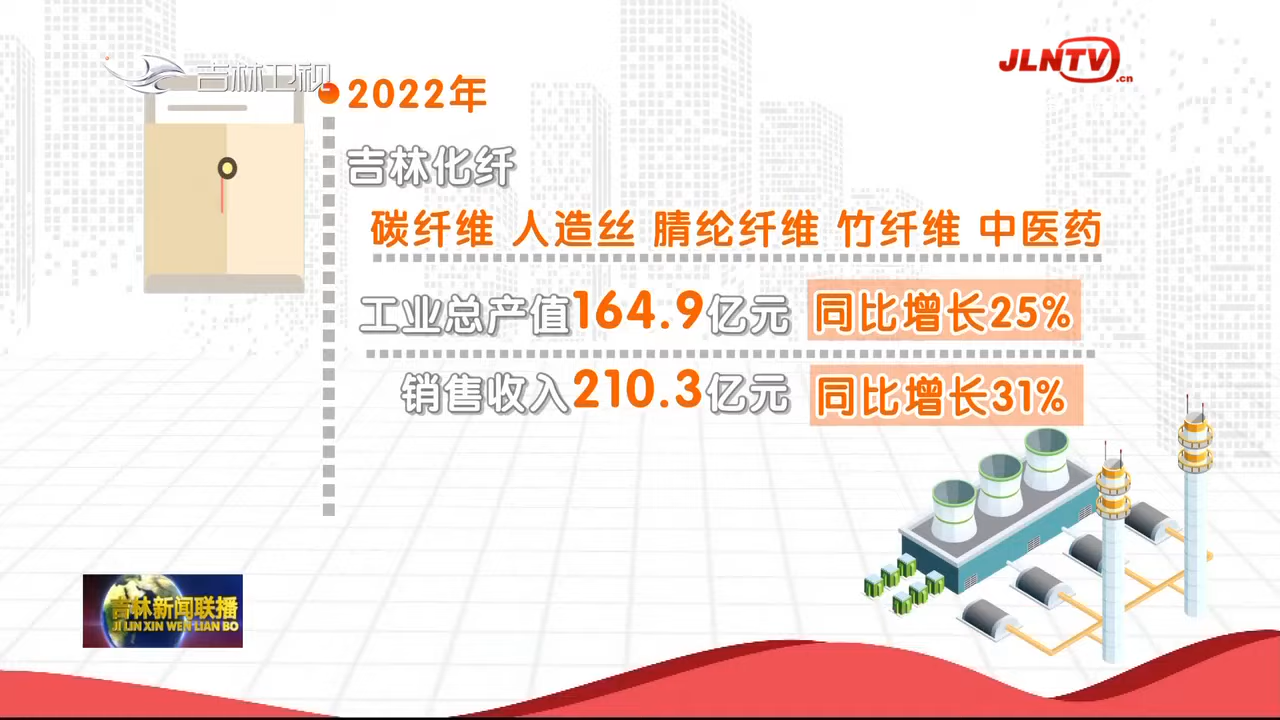 吉林卫视
JLNTV.cn
2022年
吉林化纤
碳纤维 人造丝 腈纶纤维 竹纤维 中医药
工业总产值164.9亿元 同比增长25%
销售收入210.3亿元 同比增长31%
吉林新闻联播
JI LIN XIN WEN LIAN BO